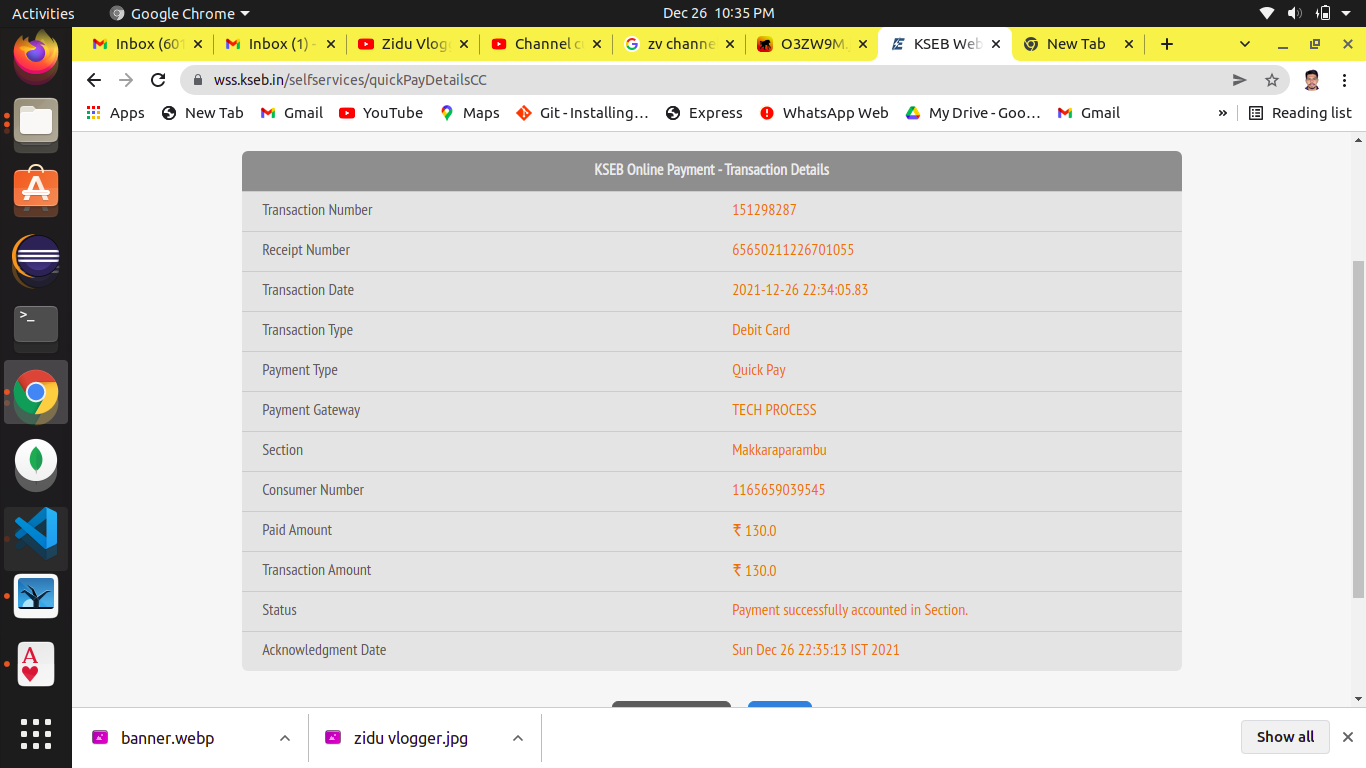 Activities Google Chrome Dec 26 10:35 PM
Inbox (601 Inbox (1) - Zidu Vlogg Channel c zv channe O3ZW9M. KSEB Web New Tab
wss.kseb.in/selfservices/quickPayDetailsCC
Apps New Tab Gmail YouTube Maps Git - Installing... Express WhatsApp Web My Drive - Goo... Gmail » Reading list
KSEB Online Payment - Transaction Details
Transaction Number 151298287
Receipt Number 65650211226701055
Transaction Date 2021-12-26 22:34:05.83
Transaction Type Debit Card
Payment Type Quick Pay
Payment Gateway TECH PROCESS
Section Makkaraparambu
Consumer Number 1165659039545
Paid Amount ₹ 130.0
Transaction Amount ₹ 130.0
Status Payment successfully accounted in Section.
Acknowledgment Date Sun Dec 26 22:35:13 IST 2021
banner.webp zidu vlogger.jpg Show all